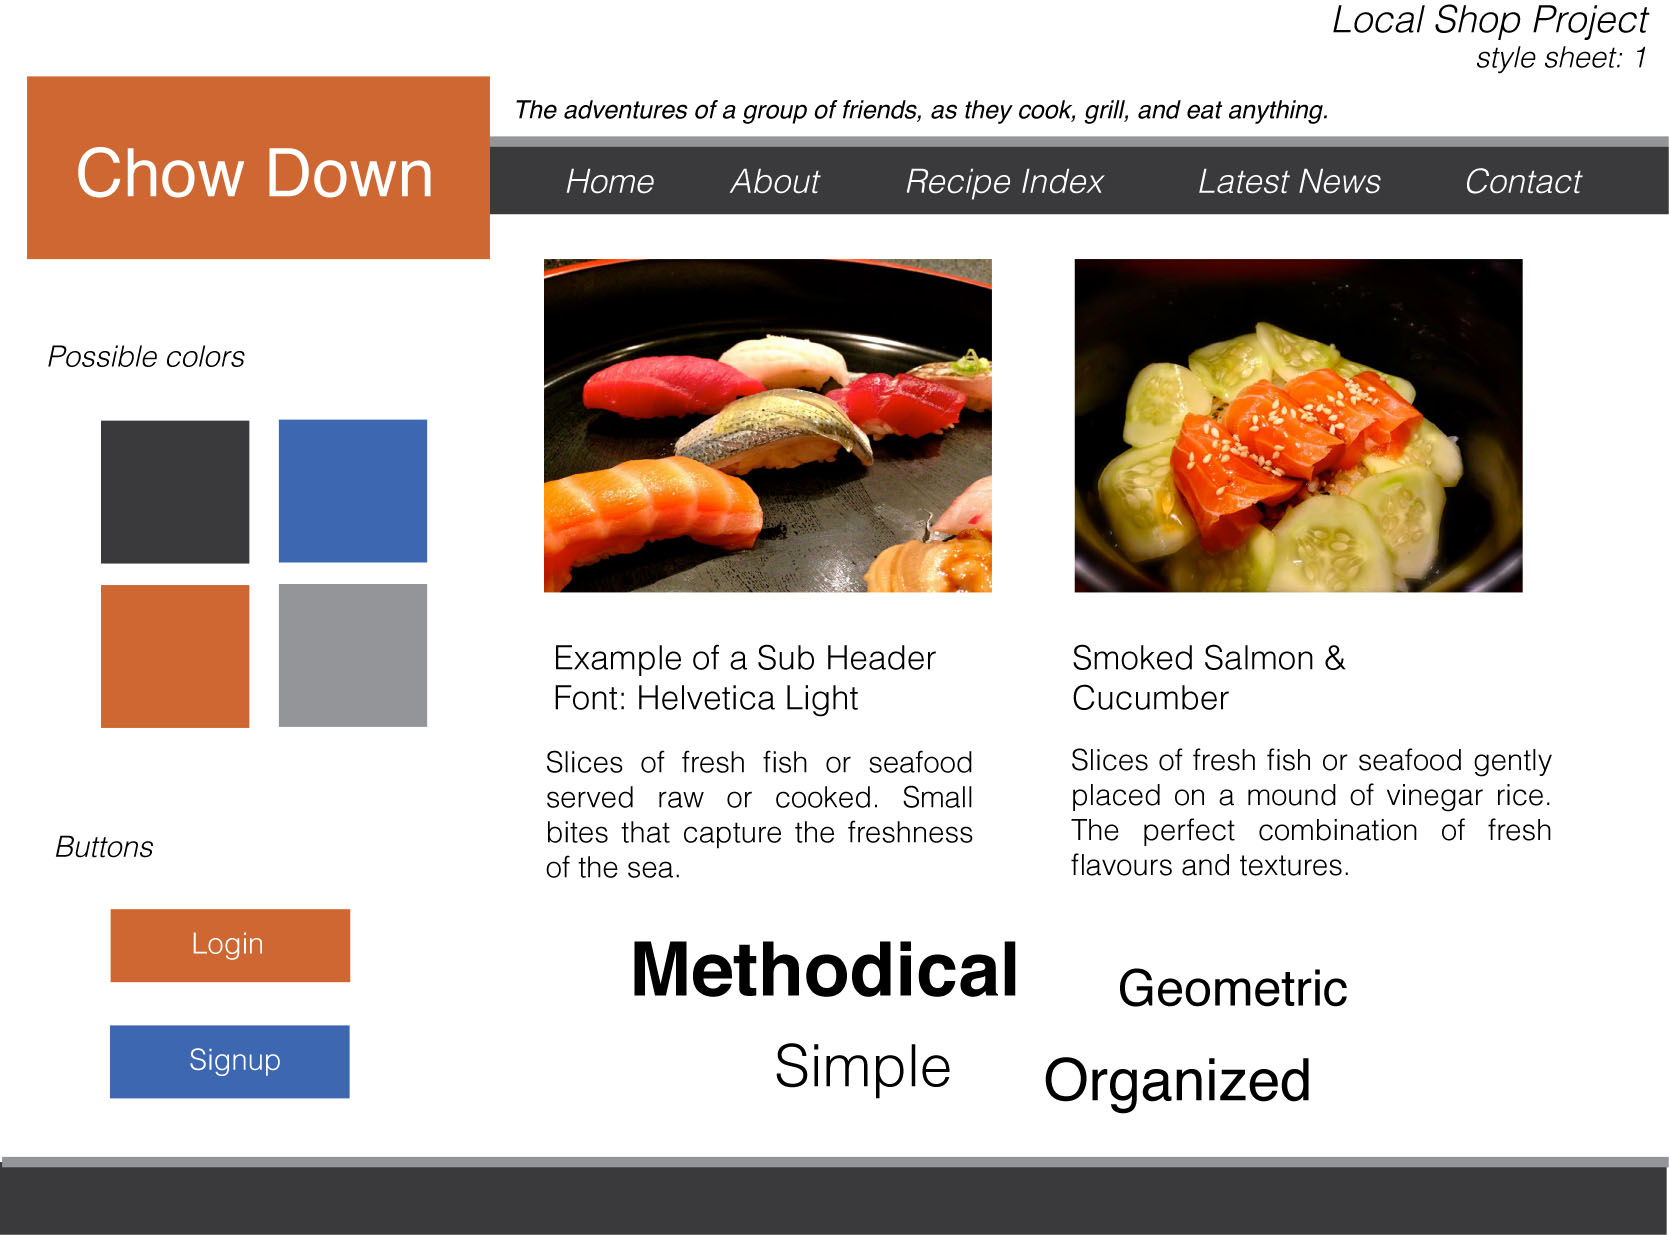 Local Shop Project
style sheet: 1
The adventures of a group of friends, as they cook, grill, and eat anything.
Chow Down
Home About Recipe Index Latest News Contact
Possible colors
Example of a Sub Header
Font: Helvetica Light
Slices of fresh fish or seafood
served raw or cooked. Small
bites that capture the freshness
of the sea.
Smoked Salmon &
Cucumber
Slices of fresh fish or seafood gently
placed on a mound of vinegar rice.
The perfect combination of fresh
flavours and textures.
Buttons
Login
Signup
Methodical
Geometric
Simple
Organized